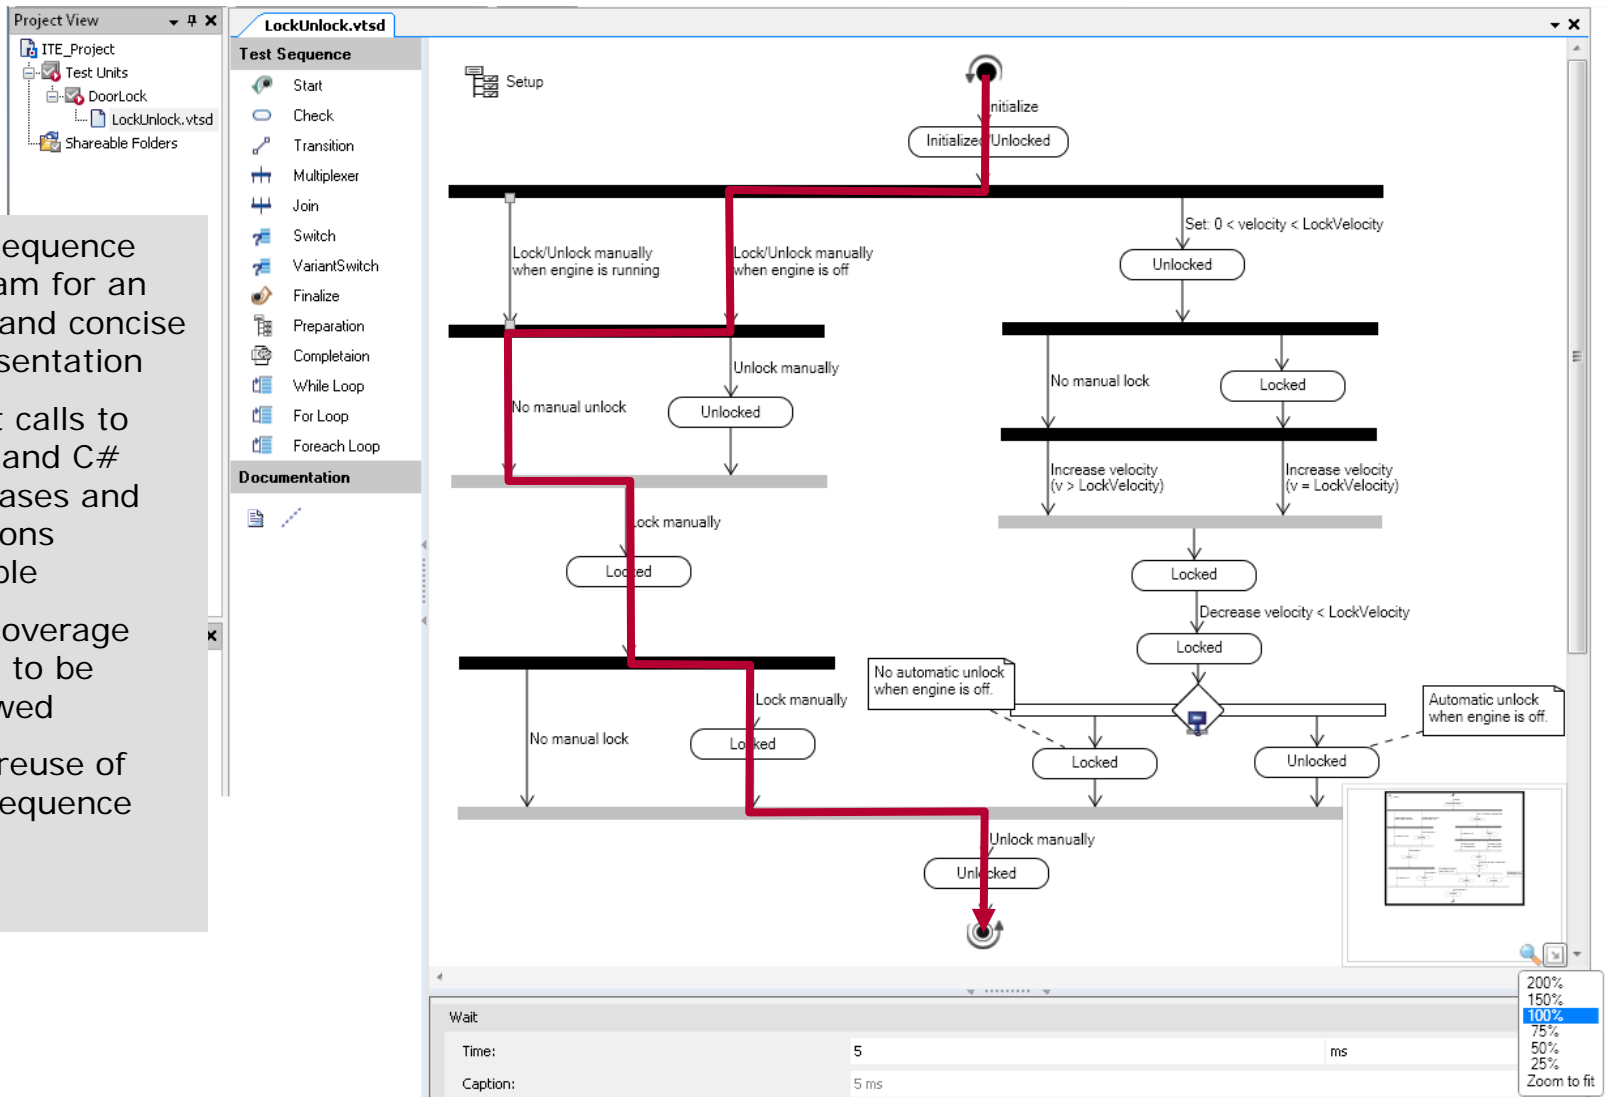 Project View
ITE_Project
Test Units
DoorLock
LockUnlock.vtsd
Shareable Folders
equence
am for an
and concise
sentation
t calls to
and C#
ases and
ons
ble
overage
to be
wed
reuse of
equence
LockUnlock.vtsd
Test Sequence
Start
Check
Transition
Multiplexer
Join
Switch
VariantSwitch
Finalize
Preparation
Completaion
While Loop
For Loop
Foreach Loop
Documentation
Setup
Initialize
Initialized/Unlocked
Lock/Unlock manually
when engine is running
Lock/Unlock manually
when engine is off
Set: 0 < velocity < LockVelocity
Unlocked
Unlock manually
No manual unlock
Unlocked
No manual lock
Locked
Increase velocity
(v > LockVelocity)
Increase velocity
(v = LockVelocity)
Lock manually
Locked
Locked
Decrease velocity < LockVelocity
Locked
No automatic unlock
when engine is off.
Automatic unlock
when engine is off.
Lock manually
No manual lock
Locked
Locked
Unlocked
Unlock manually
Unlocked
Wait
Time:
5
ms
Caption:
5 ms
200%
150%
100%
75%
50%
25%
Zoom to fit